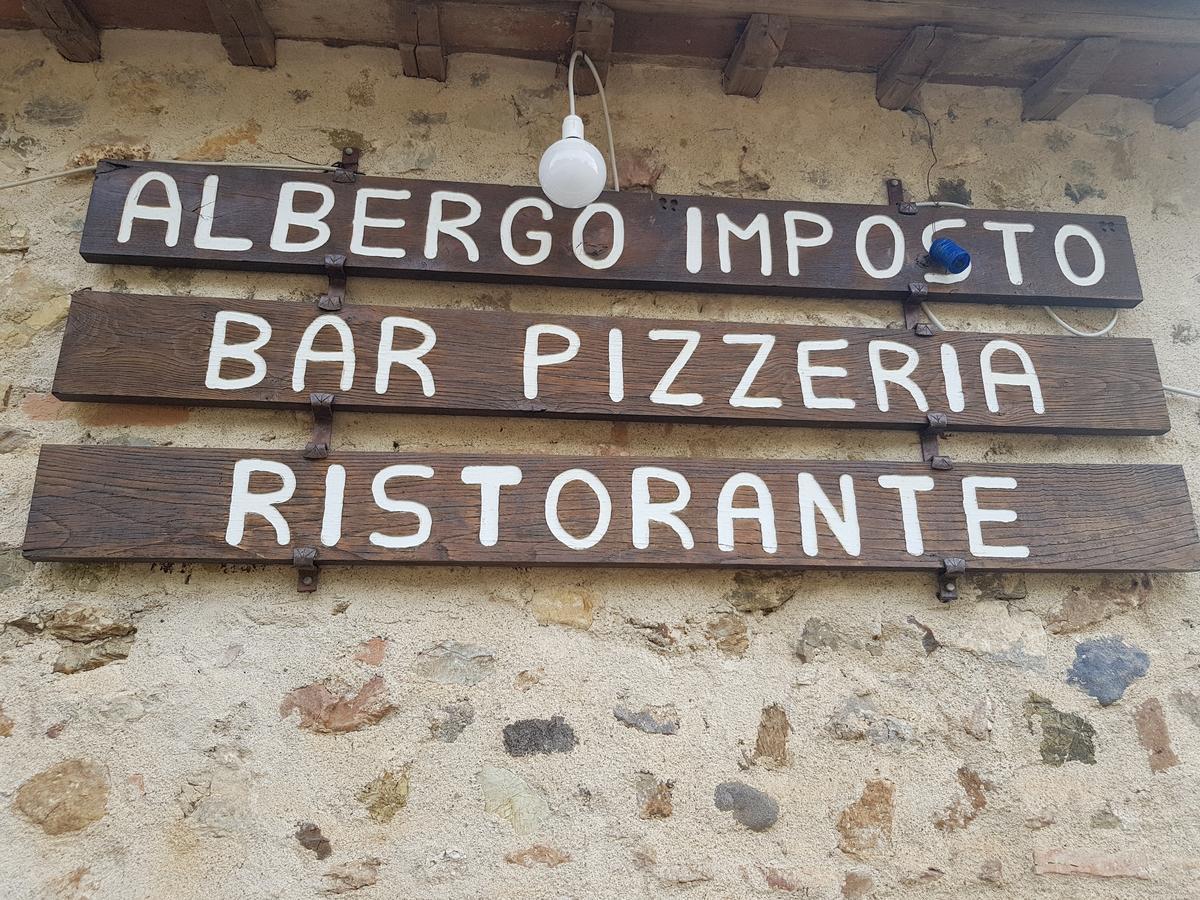 ALBERGO "IMPOSTO"
BAR PIZZERIA
RISTORANTE